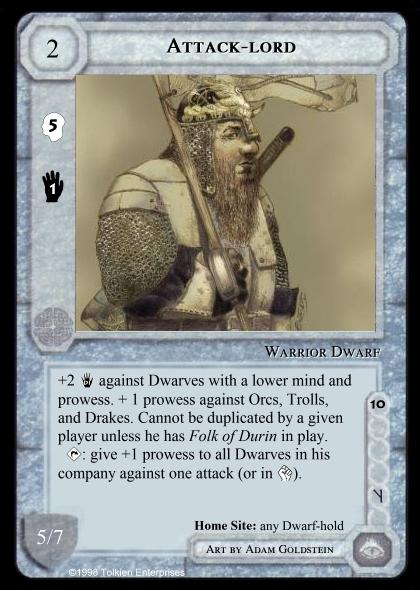 2
ATTACK-LORD
5
1
WARRIOR DWARF
+2 against Dwarves with a lower mind and
prowess. + 1 prowess against Orcs, Trolls,
and Drakes. Cannot be duplicated by a given
player unless he has Folk of Durin in play.
: give +1 prowess to all Dwarves in his
company against one attack (or in ).
10
5/7
Home Site: any Dwarf-hold
ART BY ADAM GOLDSTEIN
©1998 Tolkien Enterprises